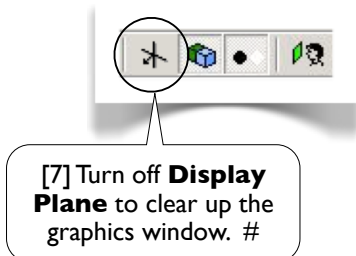 [7] Turn off Display
Plane to clear up the
graphics window. #